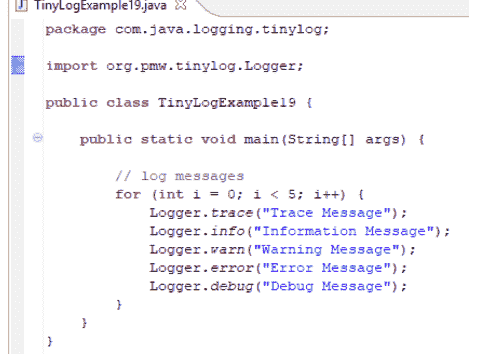 TinyLogExample19.java
package com.java.logging.tinylog;
import org.pmw.tinylog.Logger;
public class TinyLogExample19 {
public static void main(String[] args) {
// log messages
for (int i = 0; i < 5; i++) {
Logger.trace("Trace Message");
Logger.info("Information Message");
Logger.warn("Warning Message");
Logger.error("Error Message");
Logger.debug("Debug Message");
}
}
}